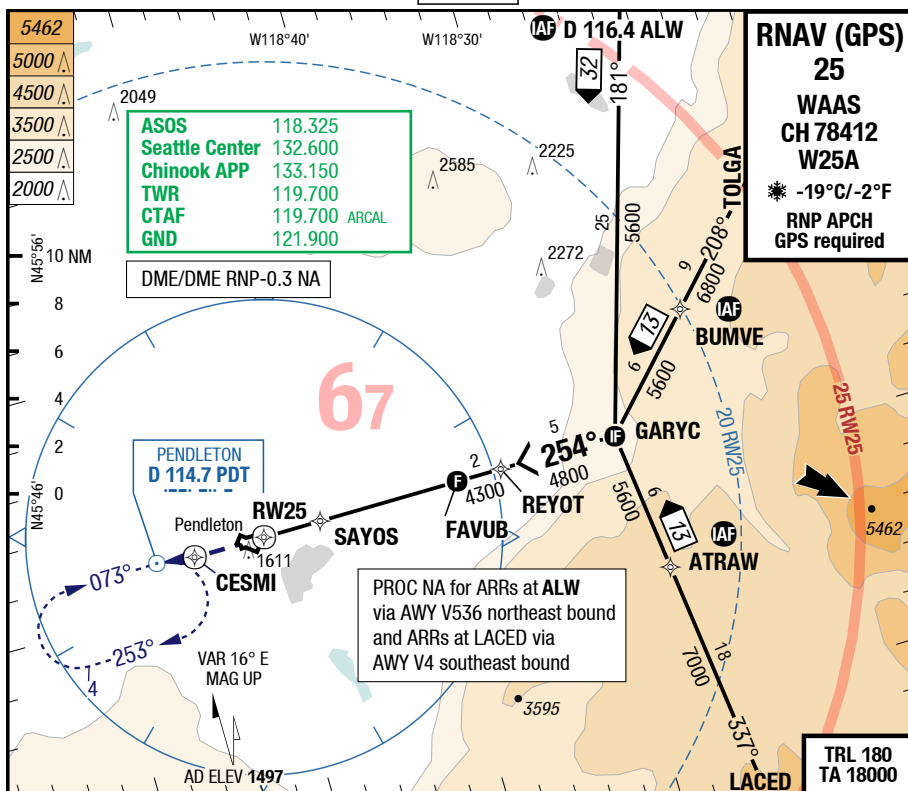 5462
5000
4500
3500
2500
2000
W118°40'
W118°30'
IAF D 116.4 ALW
RNAV (GPS)
25
WAAS
CH 78412
W25A
-19°C/-2°F
RNP APCH
GPS required
2049
ASOS 118.325
Seattle Center 132.600
Chinook APP 133.150
TWR 119.700
CTAF 119.700 ARCAL
GND 121.900
DME/DME RNP-0.3 NA
2585
2225
2272
32
181°
25
5600
TOLGA
208°
9
6800
13
6
5600
IAF
BUMVE
N45°56'
10 NM
8
6
4
2
0
N45°46'
67
25 RW25
20 RW25
PENDLETON
D 114.7 PDT
Pendleton
RW25
1611
CESMI
SAYOS
F
FAVUB
2
4300
REYOT
5
254°
4800
IF
GARYC
5600
6
13
IAF
ATRAW
5462
073°
253°
1
4
VAR 16° E
MAG UP
AD ELEV 1497
PROC NA for ARRs at ALW
via AWY V536 northeast bound
and ARRs at LACED via
AWY V4 southeast bound
3595
18
7000
337°
LACED
TRL 180
TA 18000